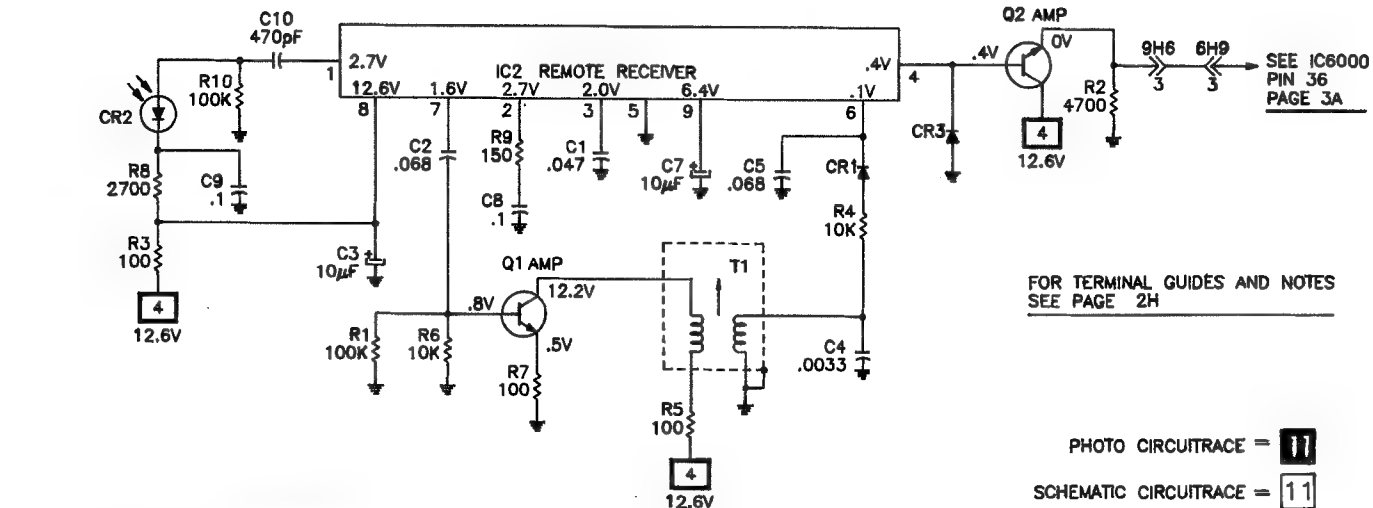 C10
470pF
Q2 AMP
0V
9H6
6H9
3
3
SEE IC6000
PIN 36
PAGE 3A
1
2.7V
IC2 REMOTE RECEIVER
.4V
4
.4V
R10
100K
12.6V
1.6V
2.7V
2.0V
6.4V
.1V
8
7
2
3
5
9
6
R2
4700
CR2
CR3
4
12.6V
C2
.068
R9
150
C1
.047
C7
+
10µF
C5
.068
CR1
R8
2700
C9
.1
C8
.1
R4
10K
R3
100
C3
+
10µF
Q1 AMP
12.2V
T1
4
12.6V
.8V
.5V
R1
100K
R6
10K
R7
100
C4
.0033
FOR TERMINAL GUIDES AND NOTES
SEE PAGE 2H
R5
100
4
12.6V
PHOTO CIRCUITRACE = 11
SCHEMATIC CIRCUITRACE = 11